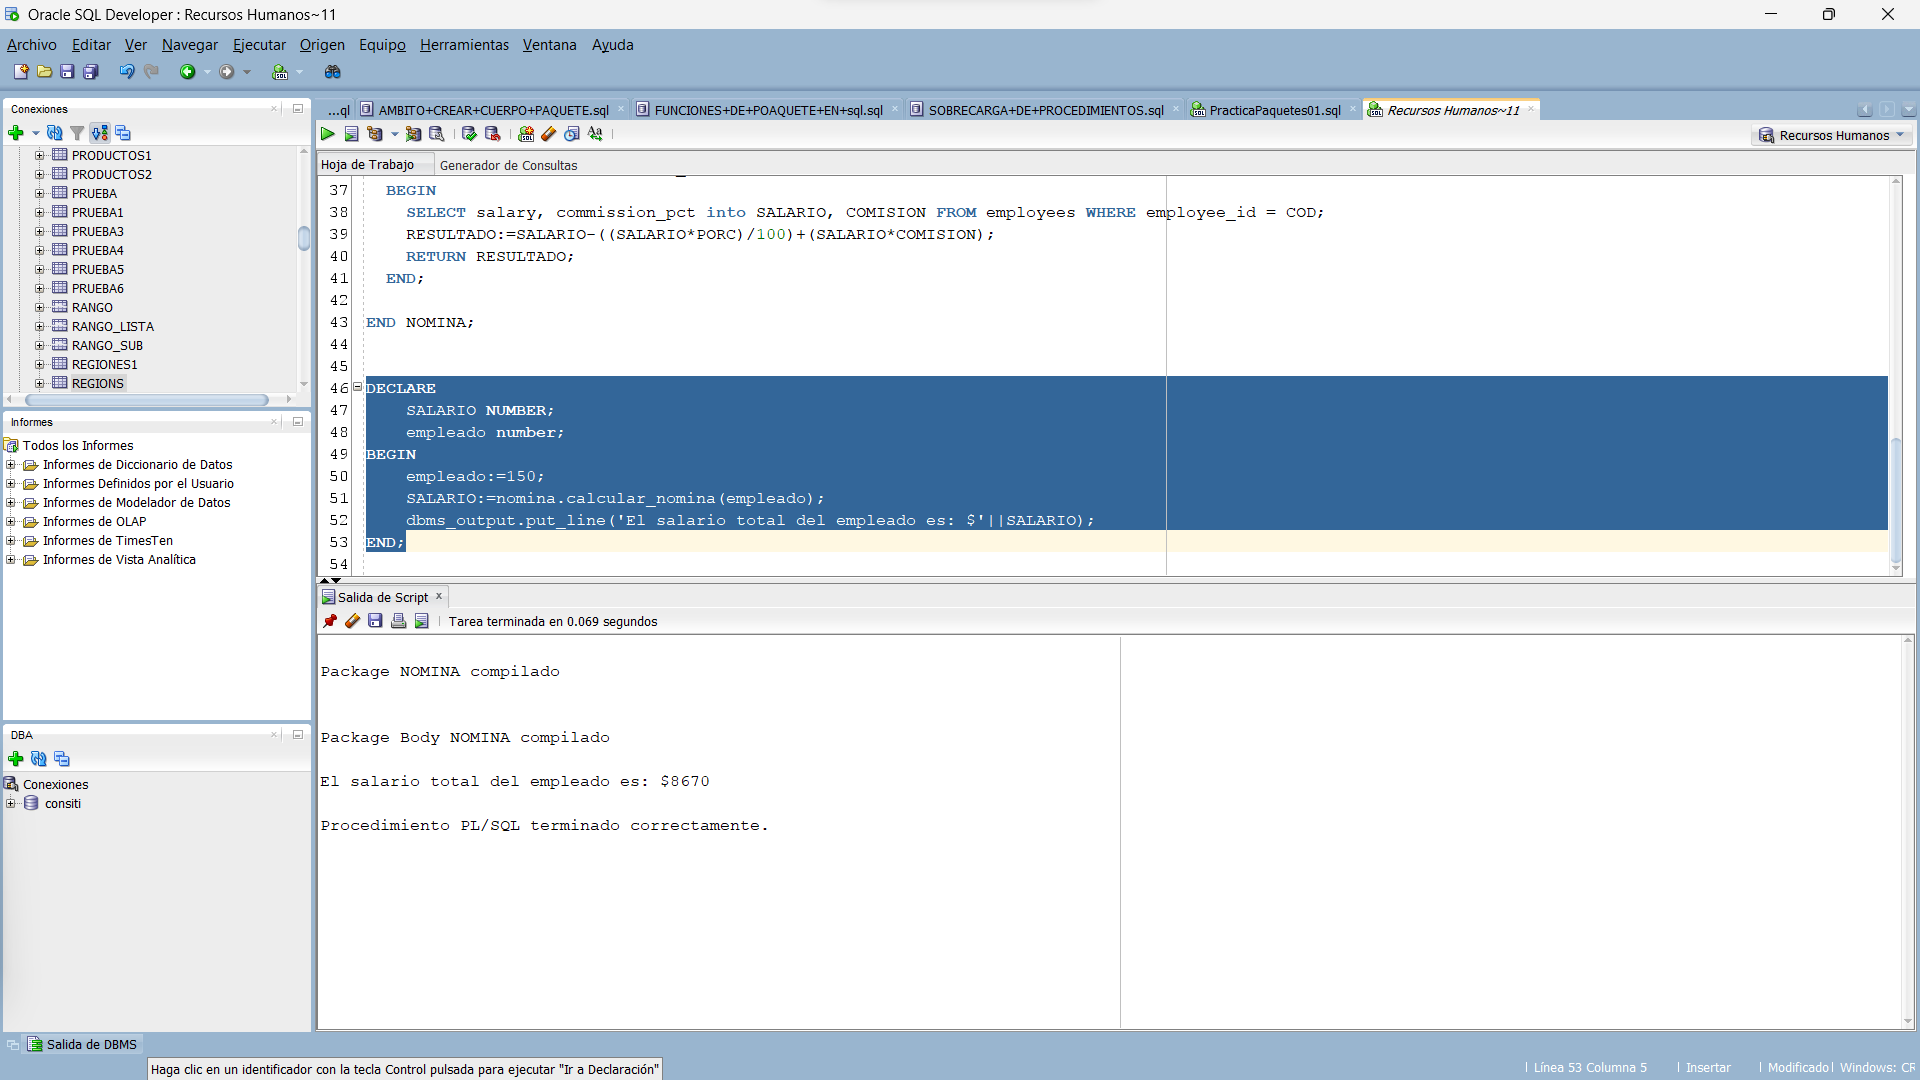 Oracle SQL Developer : Recursos Humanos~11
Archivo Editar Ver Navegar Ejecutar Origen Equipo Herramientas Ventana Ayuda
Conexiones
PRODUCTOS1
PRODUCTOS2
PRUEBA
PRUEBA1
PRUEBA3
PRUEBA4
PRUEBA5
PRUEBA6
RANGO
RANGO_LISTA
RANGO_SUB
REGIONES1
REGIONS
Informes
Todos los Informes
Informes de Diccionario de Datos
Informes Definidos por el Usuario
Informes de Modelador de Datos
Informes de OLAP
Informes de TimesTen
Informes de Vista Analítica
DBA
Conexiones
consiti
...ql AMBITO+CREAR+CUERPO+PAQUETE.sql FUNCIONES+DE+POAQUETE+EN+sql.sql SOBRECARGA+DE+PROCEDIMIENTOS.sql PracticaPaquetes01.sql Recursos Humanos~11
Recursos Humanos
Hoja de Trabajo Generador de Consultas
37 BEGIN
38 SELECT salary, commission_pct into SALARIO, COMISION FROM employees WHERE employee_id = COD;
39 RESULTADO:=SALARIO-((SALARIO*PORC)/100)+(SALARIO*COMISION);
40 RETURN RESULTADO;
41 END;
42
43 END NOMINA;
44
45
46 DECLARE
47 SALARIO NUMBER;
48 empleado number;
49 BEGIN
50 empleado:=150;
51 SALARIO:=nomina.calcular_nomina(empleado);
52 dbms_output.put_line('El salario total del empleado es: $'||SALARIO);
53 END;
54
Salida de Script
Tarea terminada en 0.069 segundos
Package NOMINA compilado
Package Body NOMINA compilado
El salario total del empleado es: $8670
Procedimiento PL/SQL terminado correctamente.
Salida de DBMS
Haga clic en un identificador con la tecla Control pulsada para ejecutar "Ir a Declaración"
Línea 53 Columna 5 Insertar Modificado Windows: CR